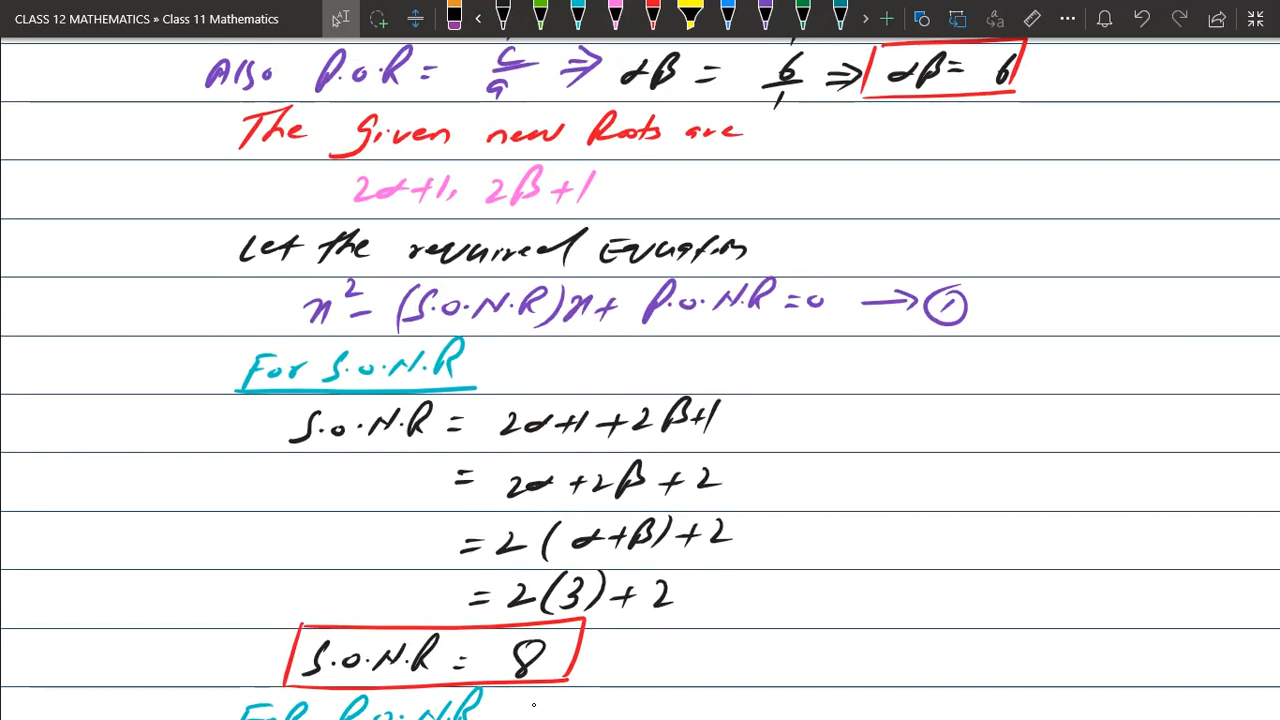 CLASS 12 MATHEMATICS » Class 11 Mathematics
Also P.O.R = c/a ⇒ αβ = 6/1 ⇒ αβ = 6
The Given new Roots are
2α+1, 2β+1
Let the required Equation
x² - (S.O.N.R)x + P.O.N.R = 0 → ①
For S.O.N.R
S.O.N.R = 2α+1+2β+1
= 2α+2β+2
= 2(α+β)+2
= 2(3)+2
S.O.N.R = 8
For P.O.N.R